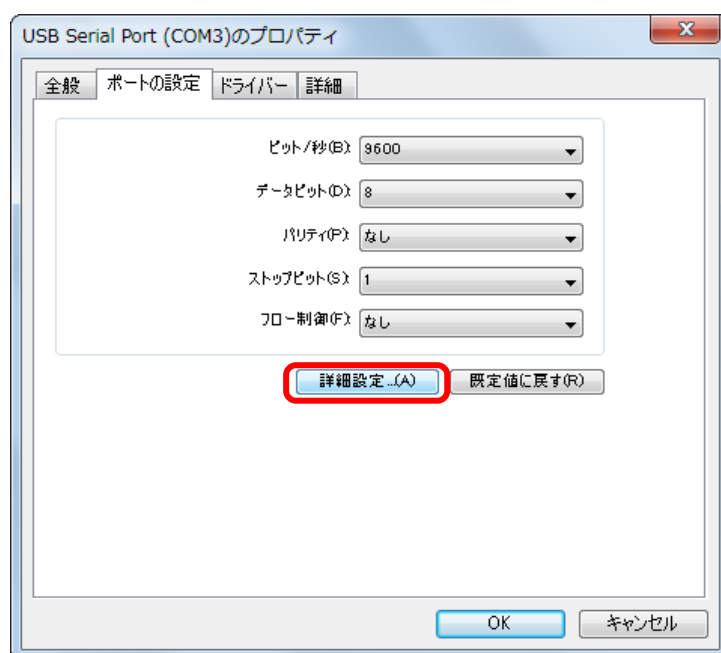 USB Serial Port (COM3)のプロパティ
全般 ポートの設定 ドライバー 詳細
ビット/秒(B): 9600
データ ビット(D): 8
パリティ(P): なし
ストップ ビット(S): 1
フロー制御(F): なし
詳細設定...(A) 既定値に戻す(R)
OK キャンセル